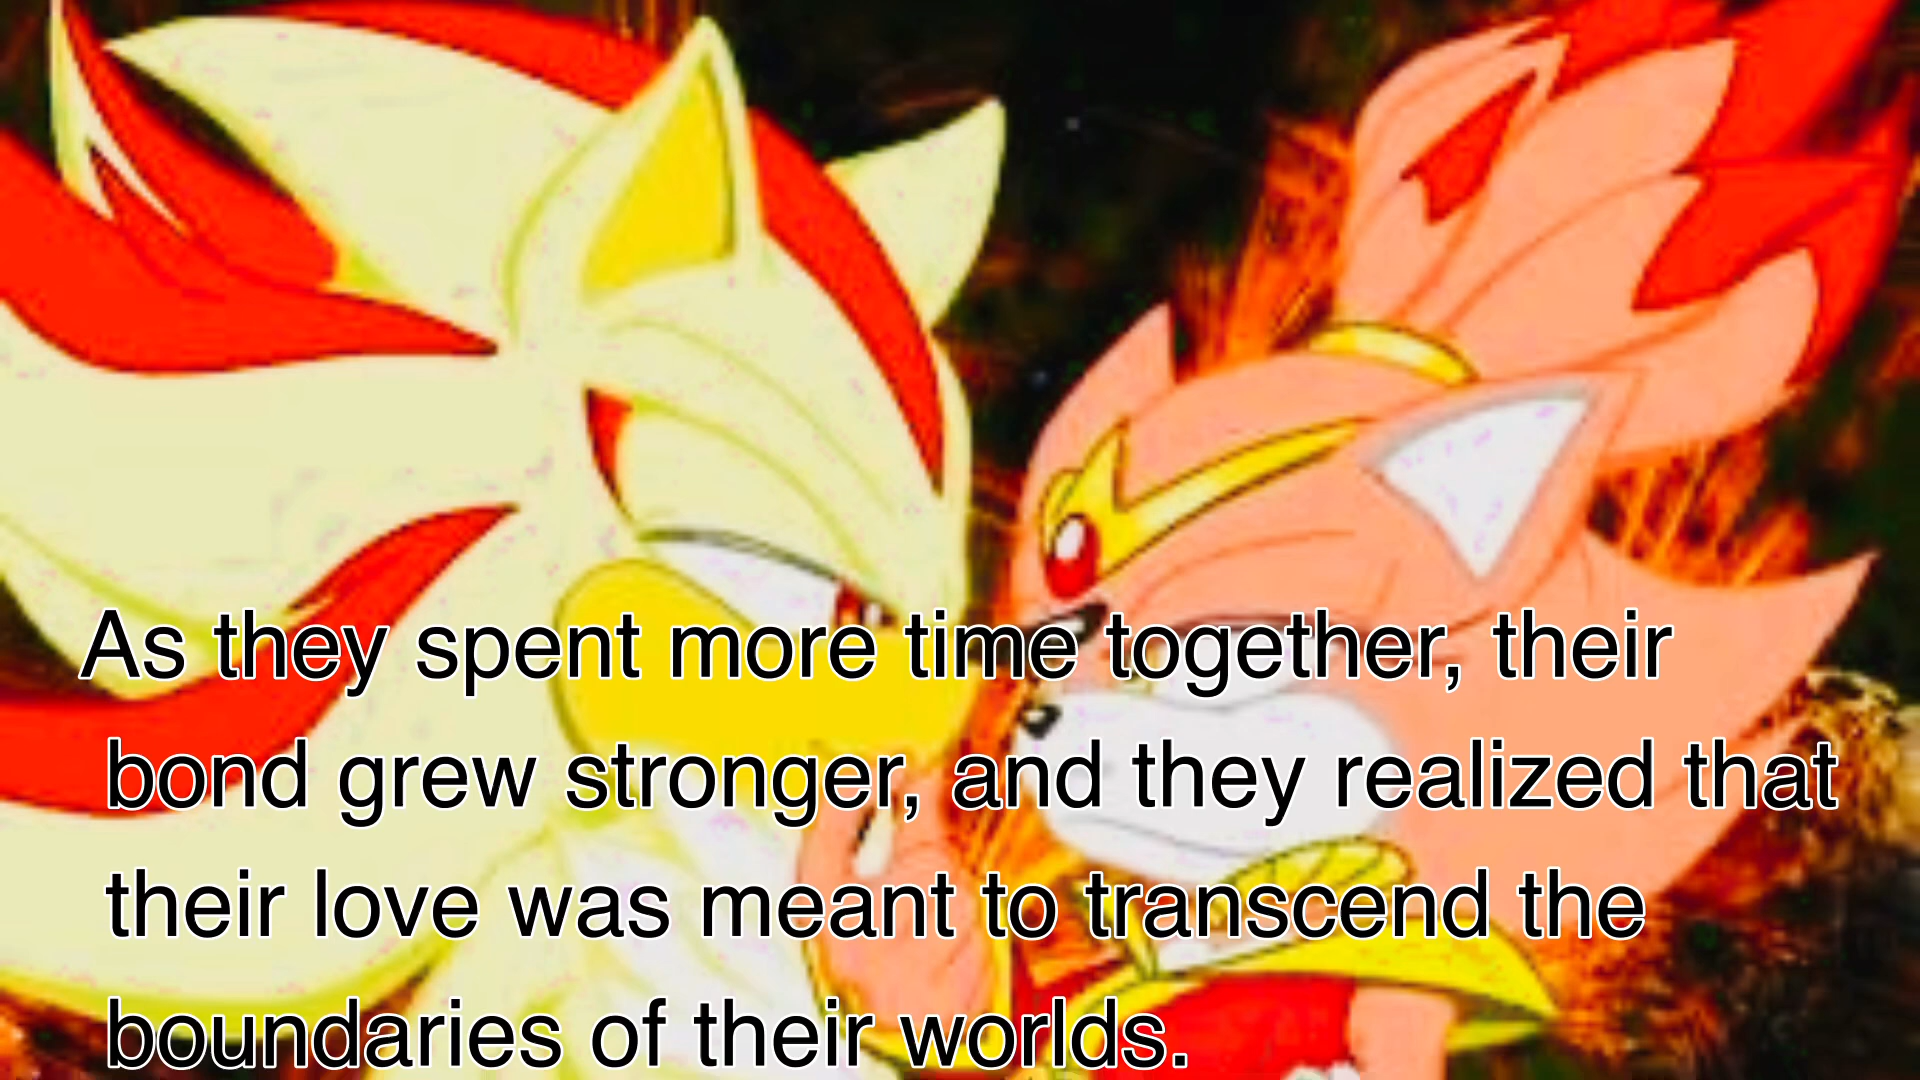 As they spent more time together, their
bond grew stronger, and they realized that
their love was meant to transcend the
boundaries of their worlds.